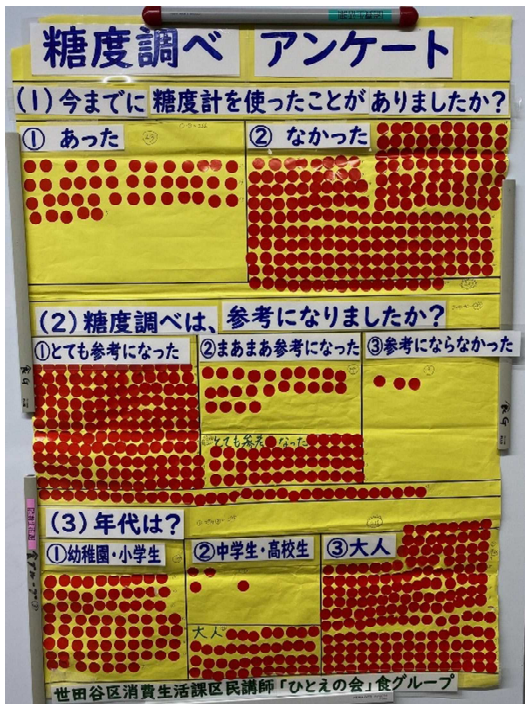 糖度調べ アンケート
(1)今までに糖度計を使ったことがありましたか?
① あった
② なかった
(2)糖度調べは、参考になりましたか?
①とても参考になった
②まあまあ参考になった
③参考にならなかった
とても参考になった
(3)年代は?
①幼稚園・小学生
②中学生・高校生
③大人
大人
世田谷区消費生活課区民講師「ひとえの会」食グループ